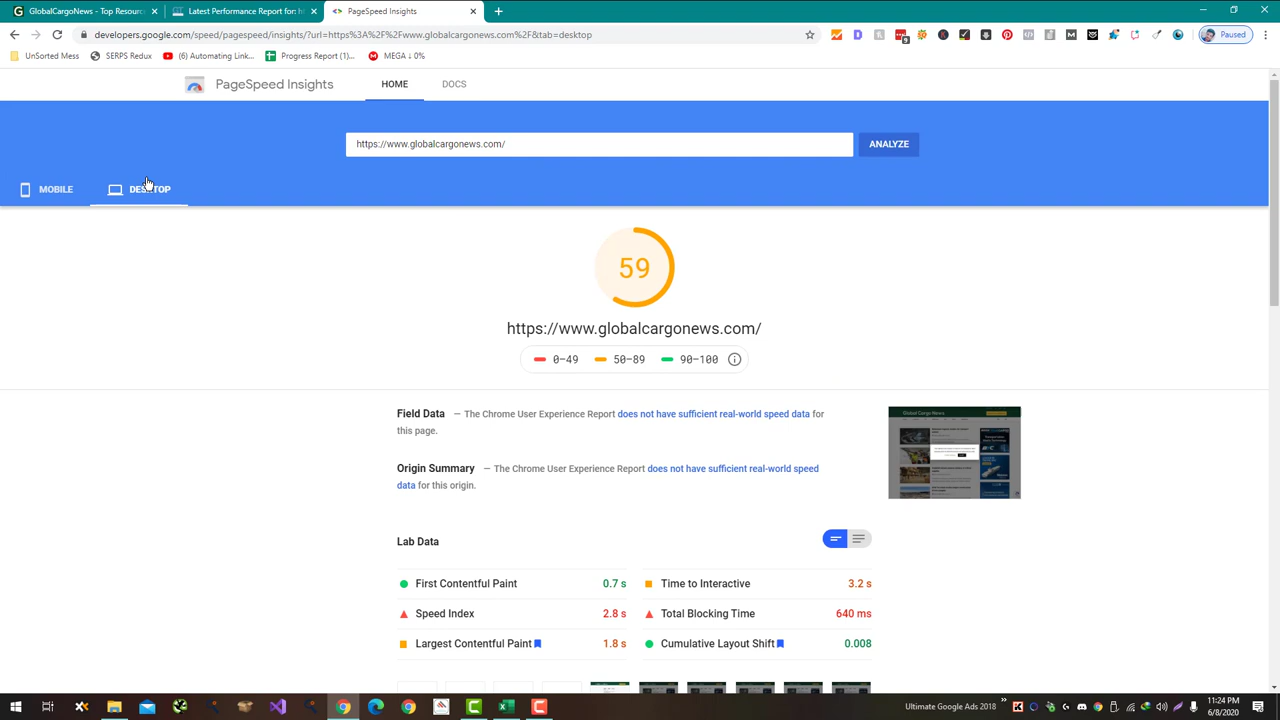 GlobalCargoNews - Top Resourc
Latest Performance Report for: h
PageSpeed Insights
developers.google.com/speed/pagespeed/insights/?url=https%3A%2F%2Fwww.globalcargonews.com%2F&tab=desktop
Paused
UnSorted Mess
SERPS Redux
(6) Automating Link...
Progress Report (1)...
MEGA ↓ 0%
PageSpeed Insights
HOME
DOCS
https://www.globalcargonews.com/
ANALYZE
MOBILE
DESKTOP
59
https://www.globalcargonews.com/
0–49
50–89
90–100
Field Data — The Chrome User Experience Report does not have sufficient real-world speed data for
this page.
Origin Summary — The Chrome User Experience Report does not have sufficient real-world speed
data for this origin.
Global Cargo News
Lab Data
First Contentful Paint 0.7 s
Time to Interactive 3.2 s
Speed Index 2.8 s
Total Blocking Time 640 ms
Largest Contentful Paint 1.8 s
Cumulative Layout Shift 0.008
Ultimate Google Ads 2018
11:24 PM
6/8/2020